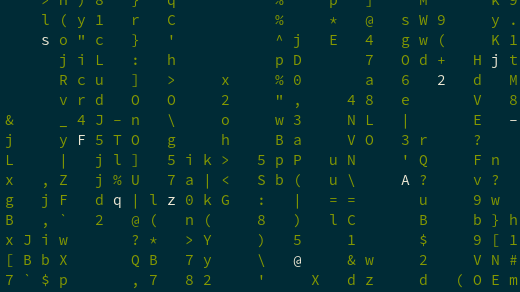 > n ) 8 } q % p ] @ M k 9
l ( y 1 r C % * @ s W 9 y .
s o " c } ' ^ j E 4 g w ( K 1
j i L : h p D 7 O d + H j t
R c u ] > x % 0 a 6 2 d M
v r d O O 2 " , 4 8 6 V 8
& _ 4 J – n \ o w 3 N L | E –
j y F 5 T O g h B a V O 3 r ?
L | j l ] 5 i k > 5 p P u N ' Q F n
x , Z j % U 7 a | < S b ( u \ A ? v ?
g j F d q | l z 0 k G : | = = u 9 w
B , ` 2 @ ( n ( 8 ) l C B b } h
x J i w ? * > Y ) 5 1 $ 9 [ 1
[ B b X Q B 7 y \ @ & w 2 V N #
7 ` $ p , 7 8 2 ' X d z d ( O E m